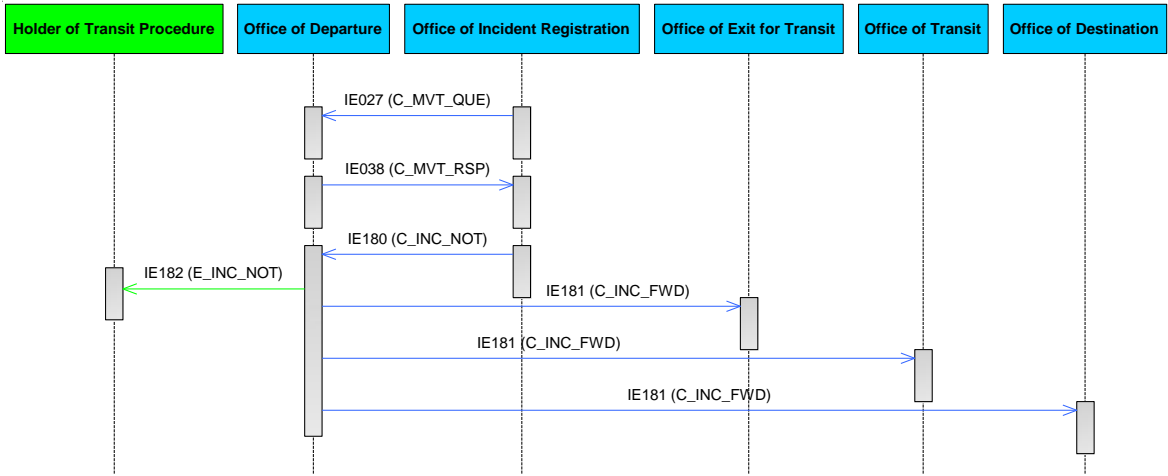 Holder of Transit Procedure
Office of Departure
Office of Incident Registration
Office of Exit for Transit
Office of Transit
Office of Destination
IE027 (C_MVT_QUE)
IE038 (C_MVT_RSP)
IE180 (C_INC_NOT)
IE182 (E_INC_NOT)
IE181 (C_INC_FWD)
IE181 (C_INC_FWD)
IE181 (C_INC_FWD)